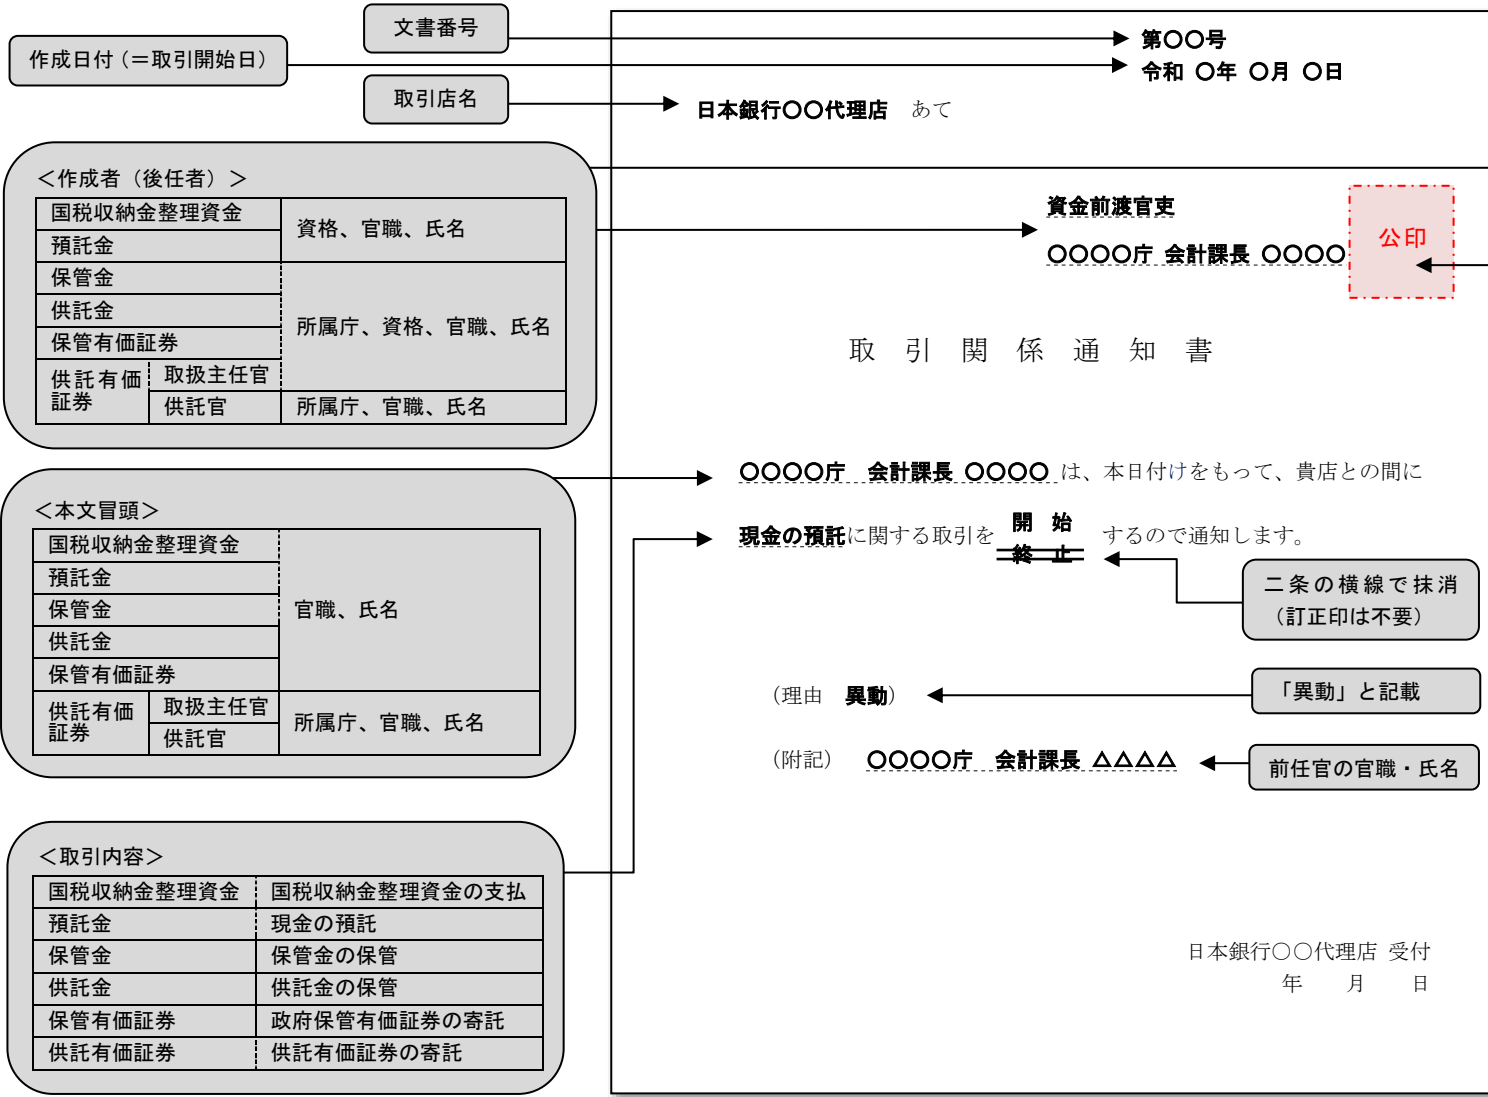 文書番号
作成日付（＝取引開始日）
取引店名
第〇〇号
令和 〇年 〇月 〇日
日本銀行〇〇代理店 あて
＜作成者（後任者）＞
国税収納金整理資金
資格、官職、氏名
預託金
保管金
供託金
所属庁、資格、官職、氏名
保管有価証券
供託有価
証券
取扱主任官
供託官
所属庁、官職、氏名
資金前渡官吏
〇〇〇〇庁 会計課長 〇〇〇〇
公印
取 引 関 係 通 知 書
＜本文冒頭＞
国税収納金整理資金
預託金
保管金
官職、氏名
供託金
保管有価証券
供託有価
証券
取扱主任官
供託官
所属庁、官職、氏名
〇〇〇〇庁 会計課長 〇〇〇〇 は、本日付けをもって、貴店との間に
現金の預託に関する取引を 開 始 するので通知します。
終 止
二条の横線で抹消
（訂正印は不要）
（理由 異動）
「異動」と記載
（附記） 〇〇〇〇庁 会計課長 △△△△
前任官の官職・氏名
＜取引内容＞
国税収納金整理資金 国税収納金整理資金の支払
預託金 現金の預託
保管金 保管金の保管
供託金 供託金の保管
保管有価証券 政府保管有価証券の寄託
供託有価証券 供託有価証券の寄託
日本銀行〇〇代理店 受付
年 月 日